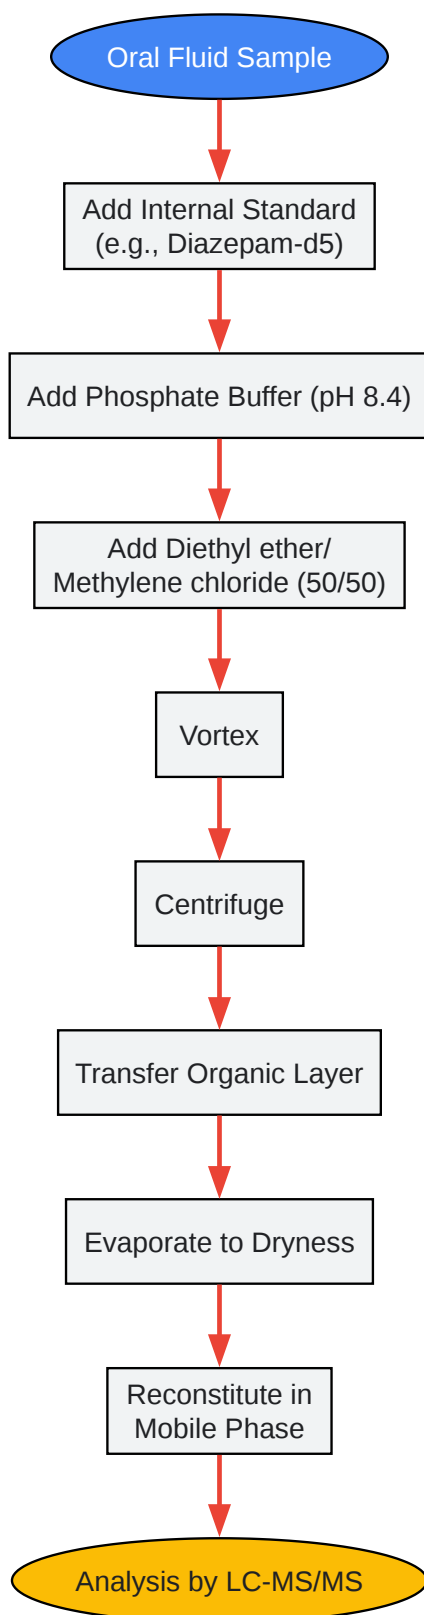 Oral Fluid Sample
Add Internal Standard
(e.g., Diazepam-d5)
Add Phosphate Buffer (pH 8.4)
Add Diethyl ether/
Methylene chloride (50/50)
Vortex
Centrifuge
Transfer Organic Layer
Evaporate to Dryness
Reconstitute in
Mobile Phase
Analysis by LC-MS/MS